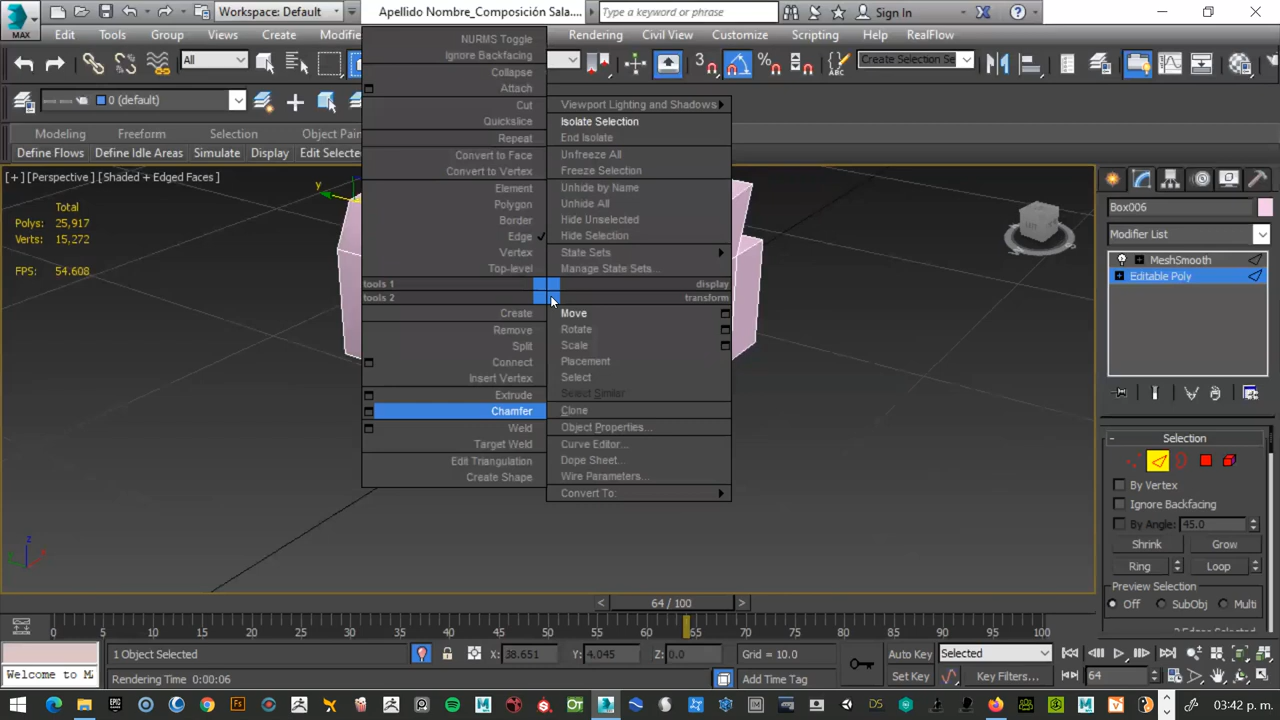 MAX
Workspace: Default
Apellido Nombre_Composición Sala....
Type a keyword or phrase
Sign In
Edit
Tools
Group
Views
Create
Modifie
Rendering
Civil View
Customize
Scripting
Help
RealFlow
All
Create Selection Se
0 (default)
Modeling
Freeform
Selection
Object Pain
Define Flows
Define Idle Areas
Simulate
Display
Edit Selecte
NURMS Toggle
Ignore Backfacing
Collapse
Attach
Cut
Quickslice
Repeat
Convert to Face
Convert to Vertex
Element
Polygon
Border
Edge
Vertex
Top-level
tools 1
tools 2
Create
Remove
Split
Connect
Insert Vertex
Extrude
Chamfer
Weld
Target Weld
Edit Triangulation
Create Shape
Viewport Lighting and Shadows
Isolate Selection
End Isolate
Unfreeze All
Freeze Selection
Unhide by Name
Unhide All
Hide Unselected
Hide Selection
State Sets
Manage State Sets...
display
transform
Move
Rotate
Scale
Placement
Select
Select Similar
Clone
Object Properties...
Curve Editor...
Dope Sheet...
Wire Parameters...
Convert To:
[+] [Perspective] [Shaded + Edged Faces]
y
Total
Polys: 25,917
Verts: 15,272
FPS: 54.608
z
Box006
Modifier List
MeshSmooth
Editable Poly
Selection
By Vertex
Ignore Backfacing
By Angle: 45.0
Shrink
Grow
Ring
Loop
Preview Selection
Off
SubObj
Multi
64 / 100
0 5 10 15 20 25 30 35 40 45 50 55 60 65 70 75 80 85 90 95 100
1 Object Selected
X: 38.651
Y: 4.045
Z: 0.0
Grid = 10.0
Auto Key
Selected
Welcome to M
Rendering Time 0:00:06
Add Time Tag
Set Key
Key Filters...
64
03:42 p. m.